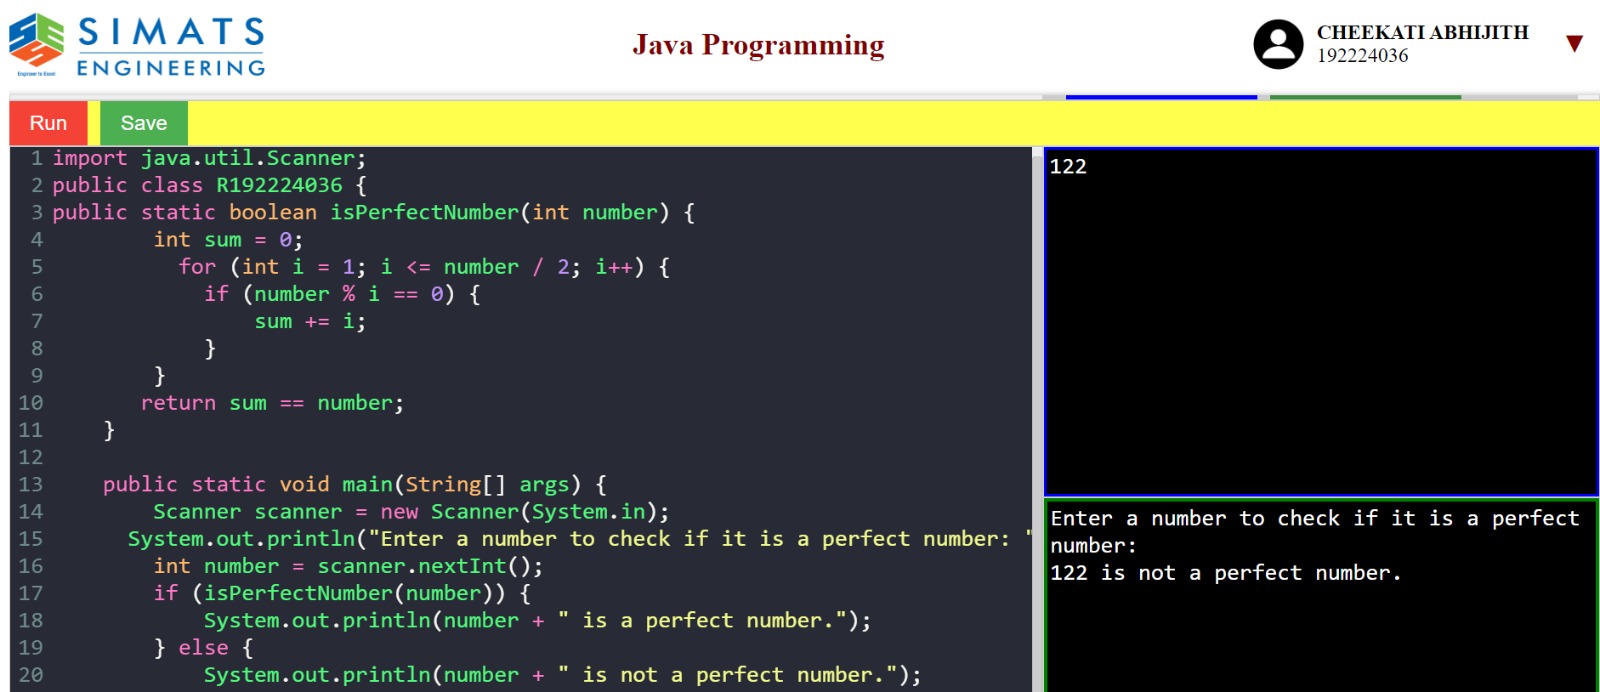 SIMATS
ENGINEERING
Engineer to Excel
Java Programming
CHEEKATI ABHIJITH
192224036
Run
Save
1 import java.util.Scanner;
2 public class R192224036 {
3 public static boolean isPerfectNumber(int number) {
4         int sum = 0;
5           for (int i = 1; i <= number / 2; i++) {
6             if (number % i == 0) {
7                 sum += i;
8             }
9         }
10        return sum == number;
11     }
12
13     public static void main(String[] args) {
14         Scanner scanner = new Scanner(System.in);
15       System.out.println("Enter a number to check if it is a perfect number: "
16         int number = scanner.nextInt();
17         if (isPerfectNumber(number)) {
18             System.out.println(number + " is a perfect number.");
19         } else {
20             System.out.println(number + " is not a perfect number.");
122
Enter a number to check if it is a perfect
number:
122 is not a perfect number.